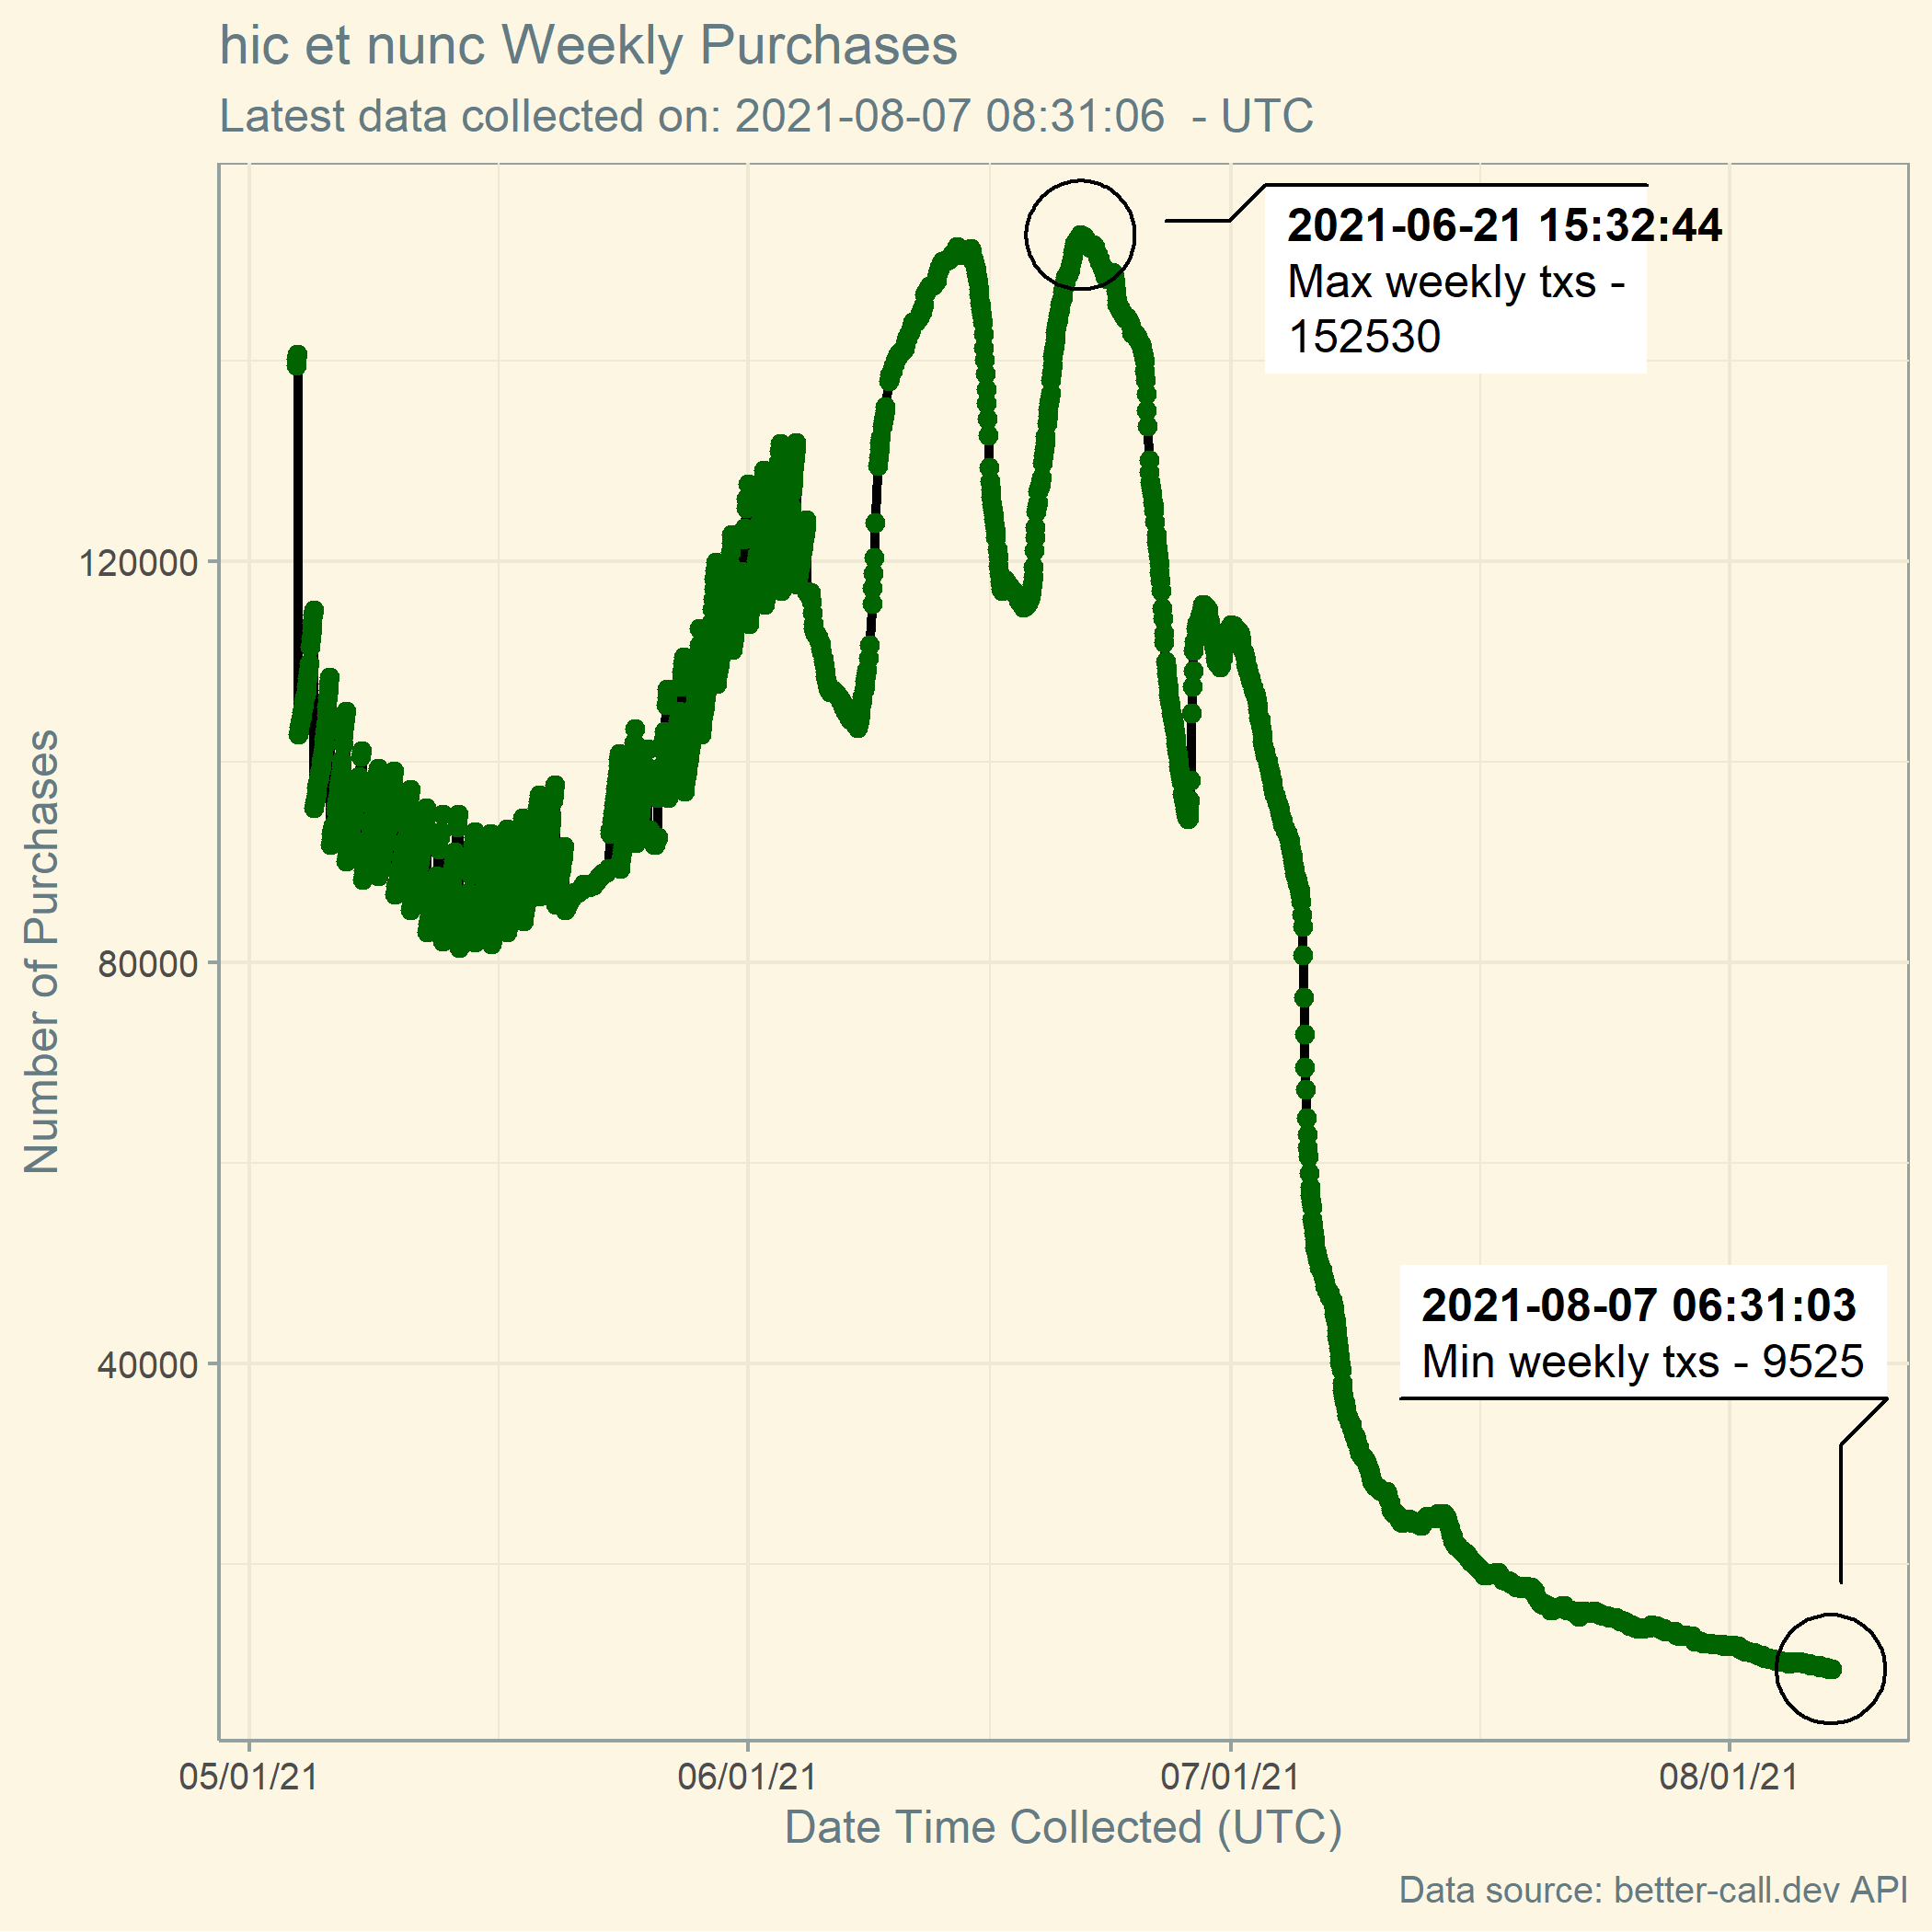 hic et nunc Weekly Purchases
Latest data collected on: 2021-08-07 08:31:06  - UTC
2021-06-21 15:32:44
Max weekly txs -
152530
120000
80000
40000
Number of Purchases
2021-08-07 06:31:03
Min weekly txs - 9525
05/01/21
06/01/21
07/01/21
08/01/21
Date Time Collected (UTC)
Data source: better-call.dev API